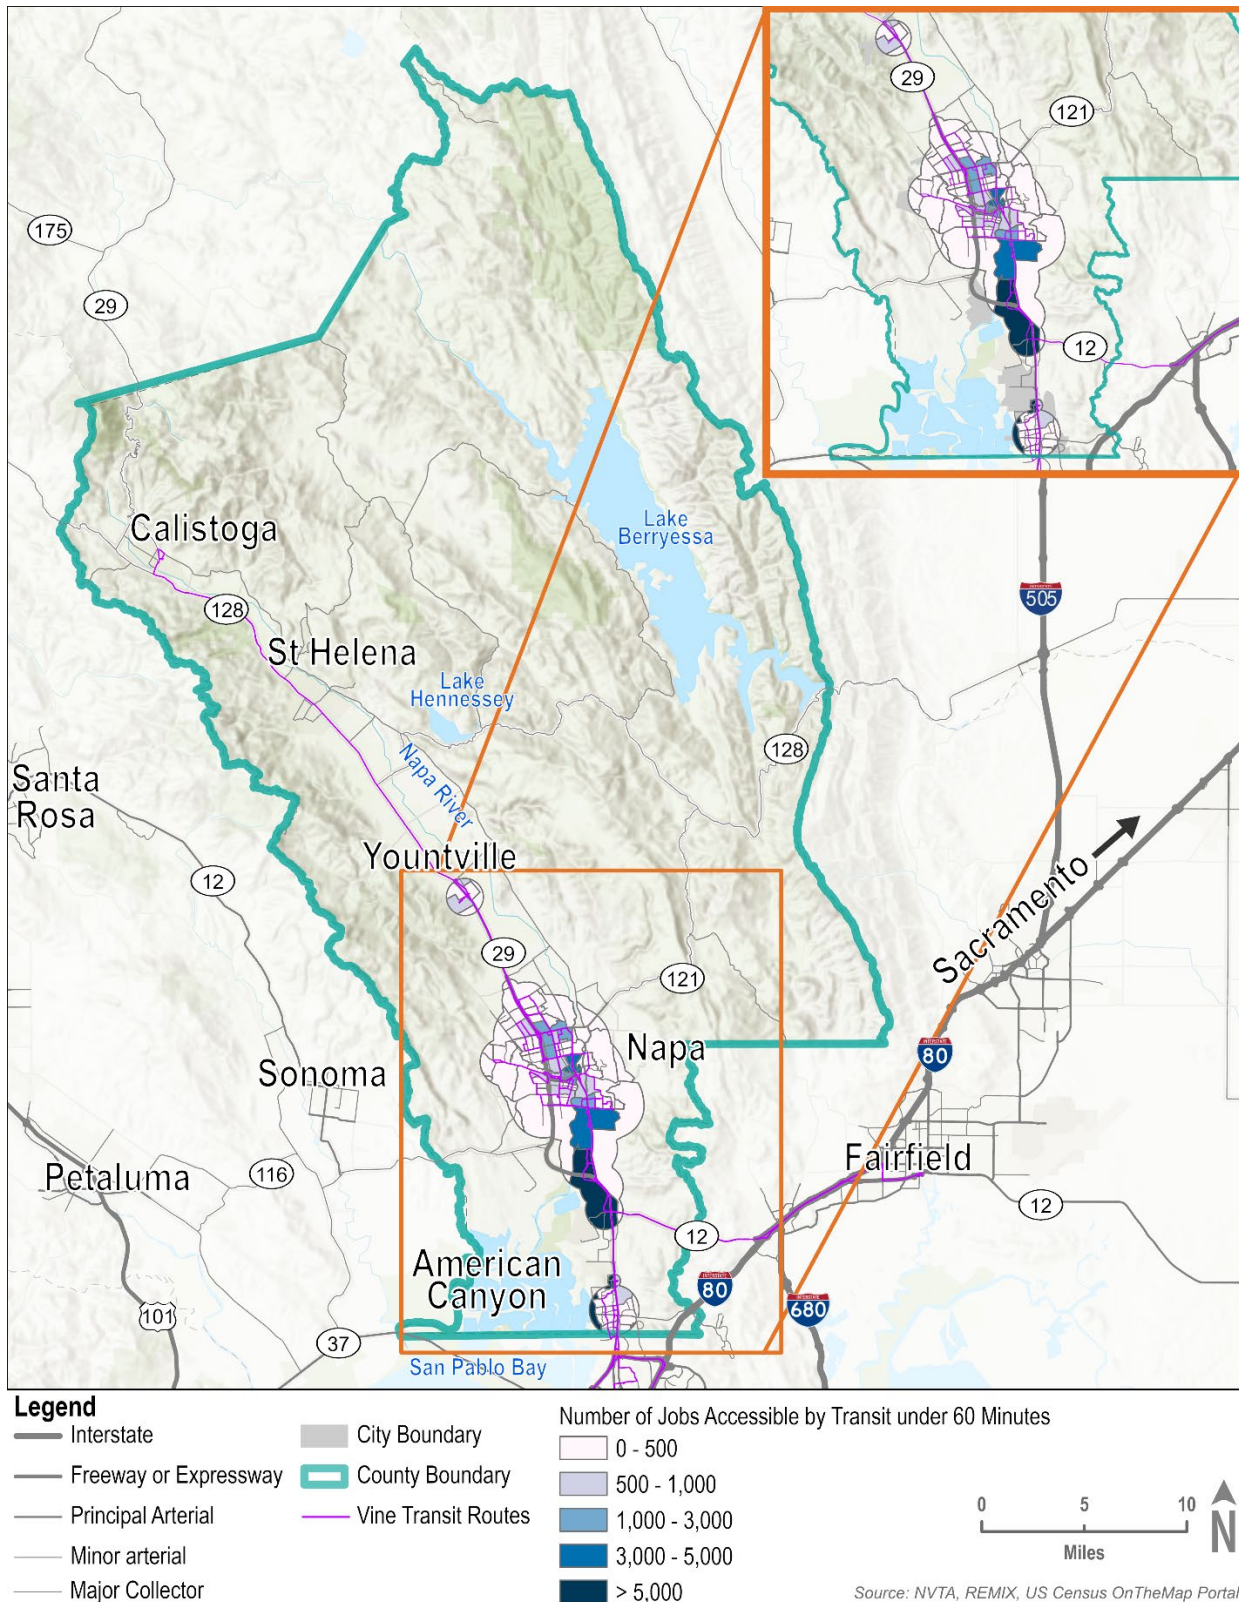 29
121
12
175
29
Calistoga
128
St Helena
Lake
Berryessa
Lake
Hennessey
INTERSTATE
505
Napa River
128
Santa
Rosa
12
Yountville
29
121
Sacramento
Napa
INTERSTATE
80
Sonoma
Petaluma
116
Fairfield
12
12
American
Canyon
INTERSTATE
80
INTERSTATE
680
101
37
San Pablo Bay
Legend
Interstate
Freeway or Expressway
Principal Arterial
Minor arterial
Major Collector
City Boundary
County Boundary
Vine Transit Routes
Number of Jobs Accessible by Transit under 60 Minutes
0 - 500
500 - 1,000
1,000 - 3,000
3,000 - 5,000
> 5,000
0 5 10
Miles
N
Source: NVTA, REMIX, US Census OnTheMap Portal